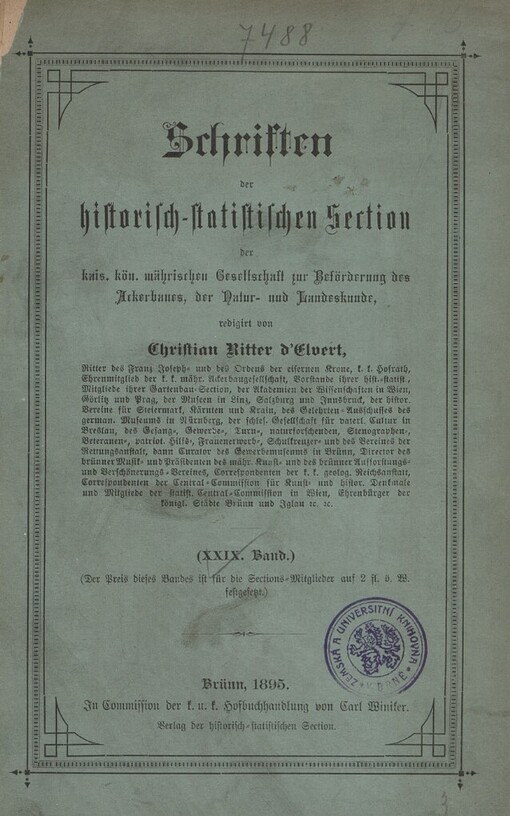 7488
Schriften
der
historisch-statistischen Section
der
kais. kön. mährischen Gesellschaft zur Beförderung des
Ackerbaues, der Natur- und Landeskunde,
redigirt von
Christian Ritter d'Elvert,
Ritter des Franz Joseph- und des Ordens der eisernen Krone, k. k. Hofrath,
Ehrenmitglied der k. k. mähr. Ackerbaugesellschaft, Vorstande ihrer hist.-statist.,
Mitgliede ihrer Gartenbau-Section, der Akademien der Wissenschaften in Wien,
Görlitz und Prag, der Museen in Linz, Salzburg und Innsbruck, der histor.
Vereine für Steiermark, Kärnten und Krain, des Gelehrten-Ausschusses des
german. Museums in Nürnberg, der schles. Gesellschaft für vaterl. Cultur in
Breslau, des Gesang-, Gewerbe-, Turn-, naturforschenden, Stenographen-,
Veteranen-, patriot. Hilfs-, Frauenerwerb-, Schulkreuzer- und des Vereines der
Rettungsanstalt, dann Curator des Gewerbemuseums in Brünn, Director des
brünner Musik- und Präsidenten des mähr. Kunst- und des brünner Aufforstungs-
und Verschönerungs-Vereines, Correspondenten der k. k. geolog. Reichsanstalt,
Correspondenten der Central-Commission für Kunst- und histor. Denkmale
und Mitgliede der statist. Central-Commission in Wien, Ehrenbürger der
königl. Städte Brünn und Iglau ꝛc. ꝛc.
(XXIX. Band.)
(Der Preis dieses Bandes ist für die Sections-Mitglieder auf 2 fl. ö. W.
festgesetzt.)
ZEMSKÁ A UNIVERSITNÍ KNIHOVNA
V BRNĚ
Brünn, 1895.
In Commission der k. u. k. Hofbuchhandlung von Carl Winiker.
Verlag der historisch-statistischen Section.
3